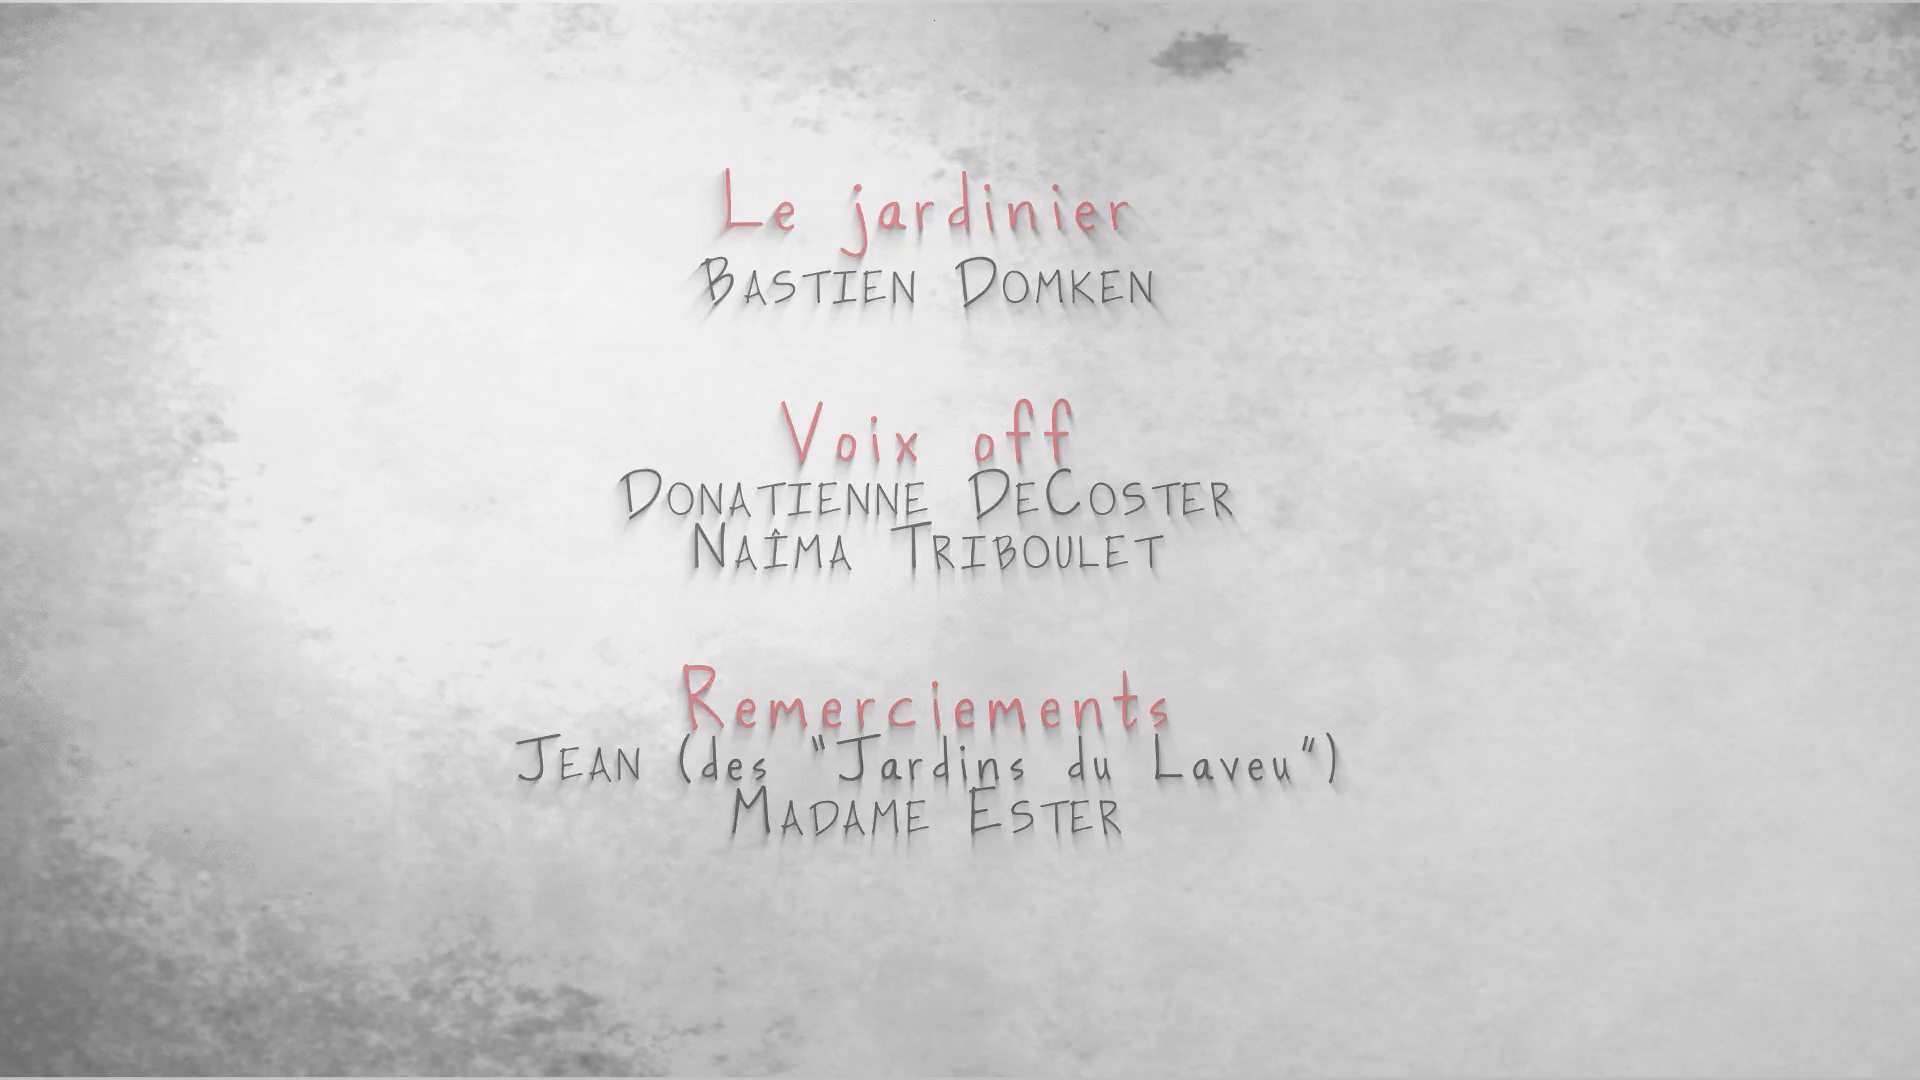 Le jardinier
BASTIEN DOMKEN
Voix off
DONATIENNE DECOSTER
NAÎMA TRIBOULET
Remerciements
JEAN (des "Jardins du Laveu")
MADAME ESTER